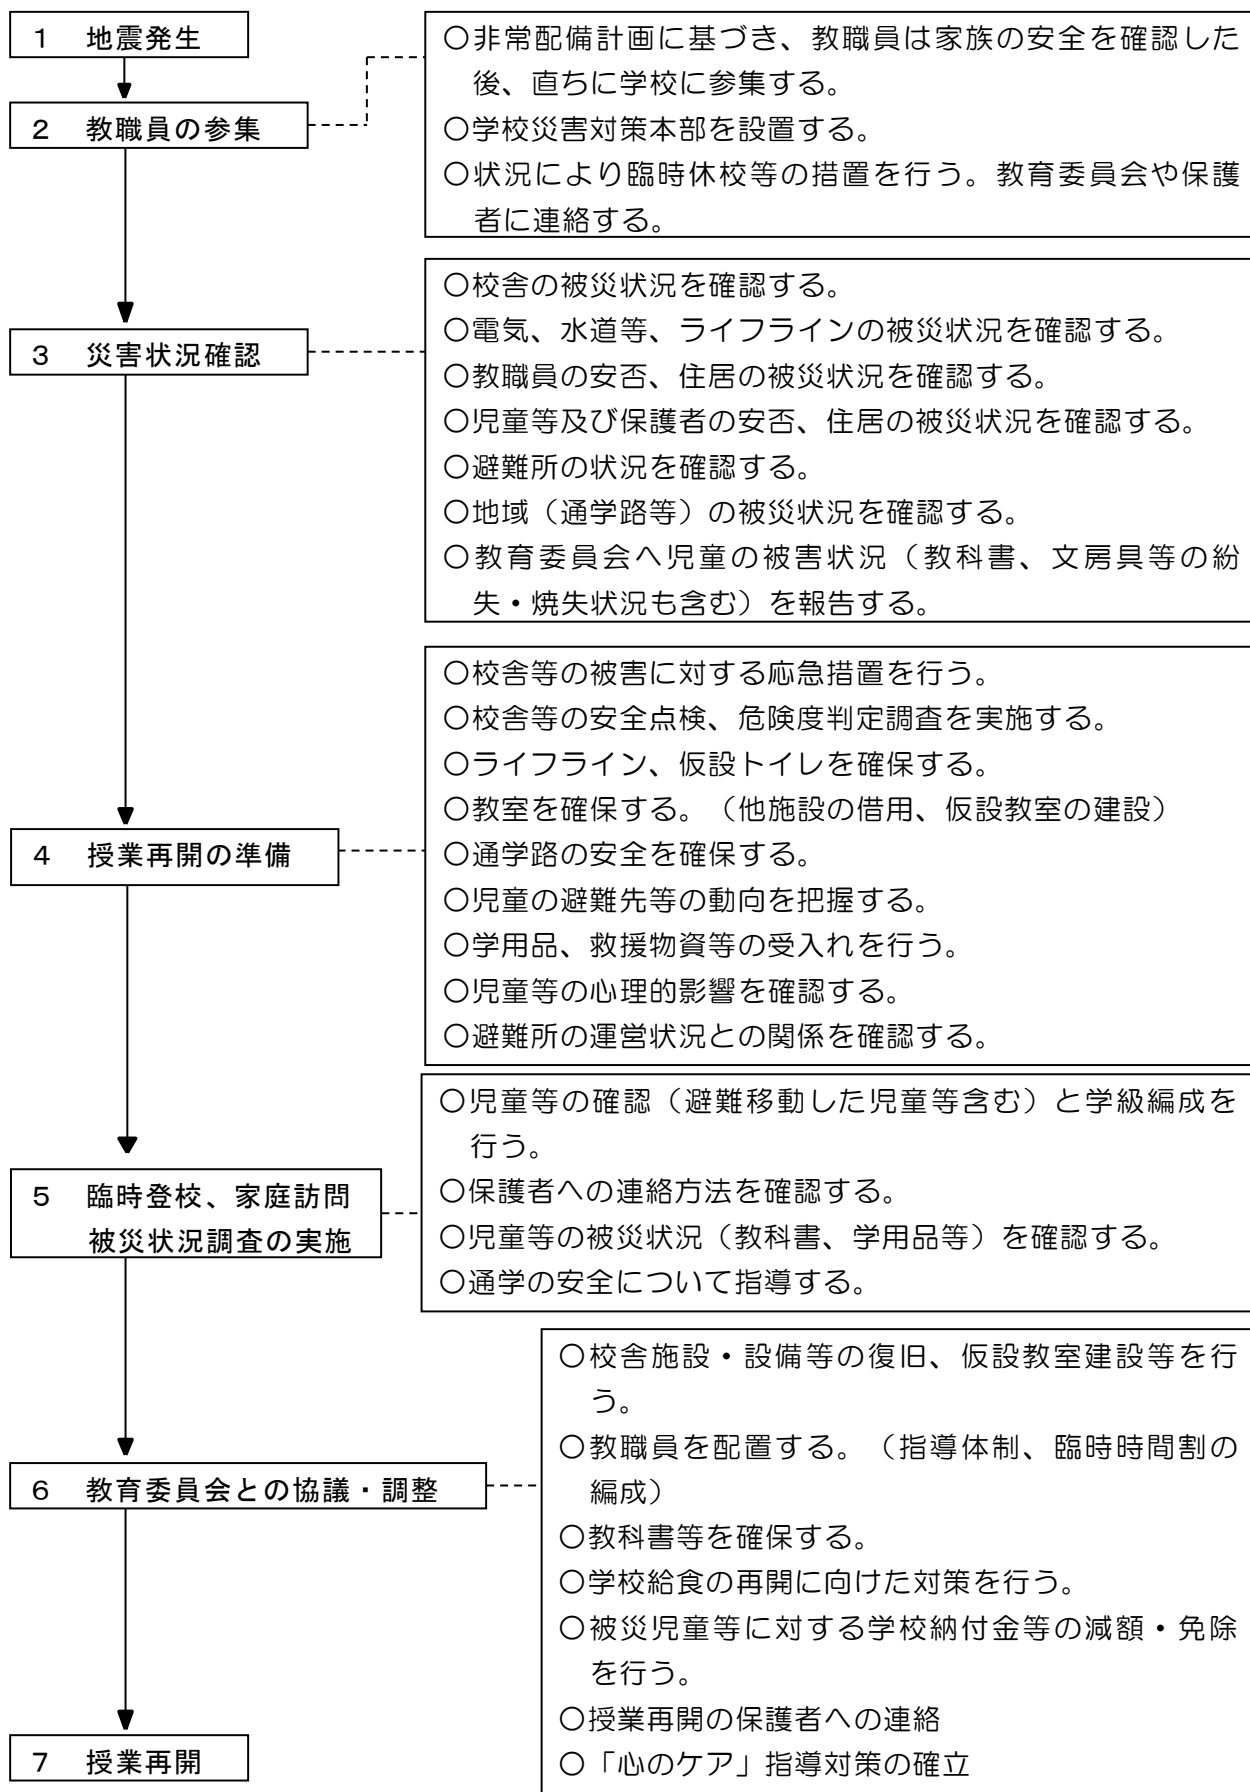 １　地震発生
２　教職員の参集
〇非常配備計画に基づき、教職員は家族の安全を確認した
後、直ちに学校に参集する。
〇学校災害対策本部を設置する。
〇状況により臨時休校等の措置を行う。教育委員会や保護
者に連絡する。
３　災害状況確認
〇校舎の被災状況を確認する。
〇電気、水道等、ライフラインの被災状況を確認する。
〇教職員の安否、住居の被災状況を確認する。
〇児童等及び保護者の安否、住居の被災状況を確認する。
〇避難所の状況を確認する。
〇地域（通学路等）の被災状況を確認する。
〇教育委員会へ児童の被害状況（教科書、文房具等の紛
失・焼失状況も含む）を報告する。
４　授業再開の準備
〇校舎等の被害に対する応急措置を行う。
〇校舎等の安全点検、危険度判定調査を実施する。
〇ライフライン、仮設トイレを確保する。
〇教室を確保する。（他施設の借用、仮設教室の建設）
〇通学路の安全を確保する。
〇児童の避難先等の動向を把握する。
〇学用品、救援物資等の受入れを行う。
〇児童等の心理的影響を確認する。
〇避難所の運営状況との関係を確認する。
５　臨時登校、家庭訪問
被災状況調査の実施
〇児童等の確認（避難移動した児童等含む）と学級編成を
行う。
〇保護者への連絡方法を確認する。
〇児童等の被災状況（教科書、学用品等）を確認する。
〇通学の安全について指導する。
６　教育委員会との協議・調整
〇校舎施設・設備等の復旧、仮設教室建設等を行
う。
〇教職員を配置する。（指導体制、臨時時間割の
編成）
〇教科書等を確保する。
〇学校給食の再開に向けた対策を行う。
〇被災児童等に対する学校納付金等の減額・免除
を行う。
〇授業再開の保護者への連絡
〇「心のケア」指導対策の確立
７　授業再開